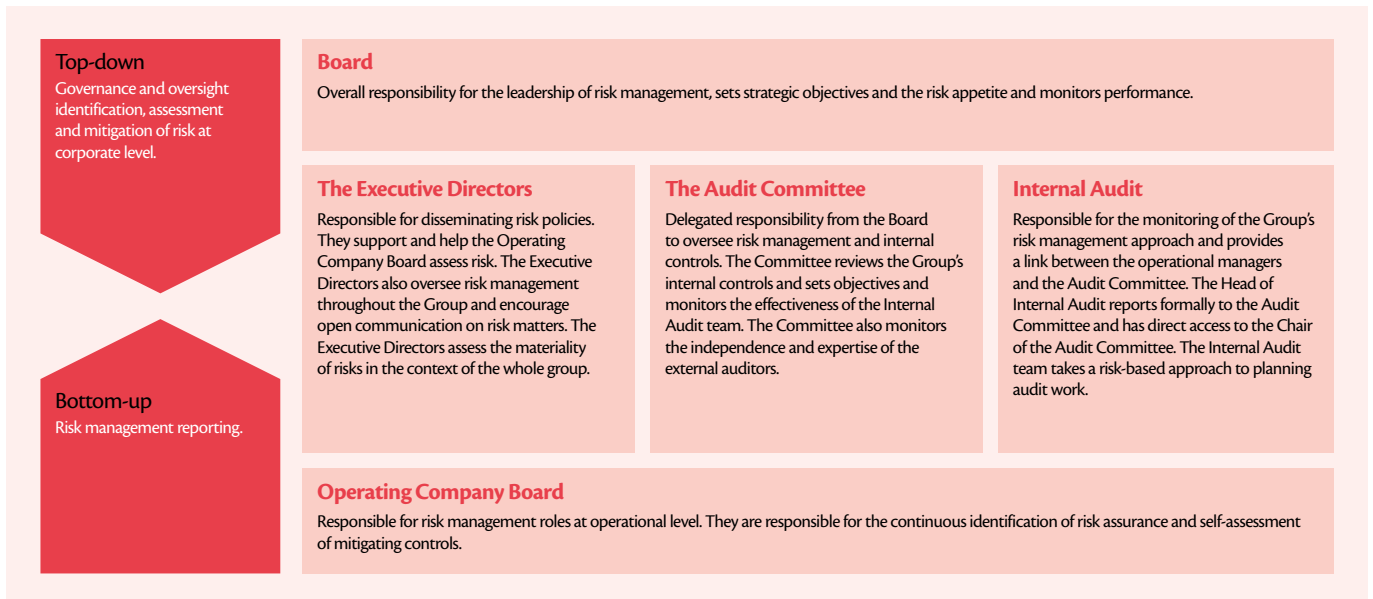 Top-down
Governance and oversight
identification, assessment
and mitigation of risk at
corporate level.
Board
Overall responsibility for the leadership of risk management, sets strategic objectives and the risk appetite and monitors performance.
The Executive Directors
Responsible for disseminating risk policies.
They support and help the Operating
Company Board assess risk. The Executive
Directors also oversee risk management
throughout the Group and encourage
open communication on risk matters. The
Executive Directors assess the materiality
of risks in the context of the whole group.
The Audit Committee
Delegated responsibility from the Board
to oversee risk management and internal
controls. The Committee reviews the Group's
internal controls and sets objectives and
monitors the effectiveness of the Internal
Audit team. The Committee also monitors
the independence and expertise of the
external auditors.
Internal Audit
Responsible for the monitoring of the Group's
risk management approach and provides
a link between the operational managers
and the Audit Committee. The Head of
Internal Audit reports formally to the Audit
Committee and has direct access to the Chair
of the Audit Committee. The Internal Audit
team takes a risk-based approach to planning
audit work.
Bottom-up
Risk management reporting.
Operating Company Board
Responsible for risk management roles at operational level. They are responsible for the continuous identification of risk assurance and self-assessment
of mitigating controls.